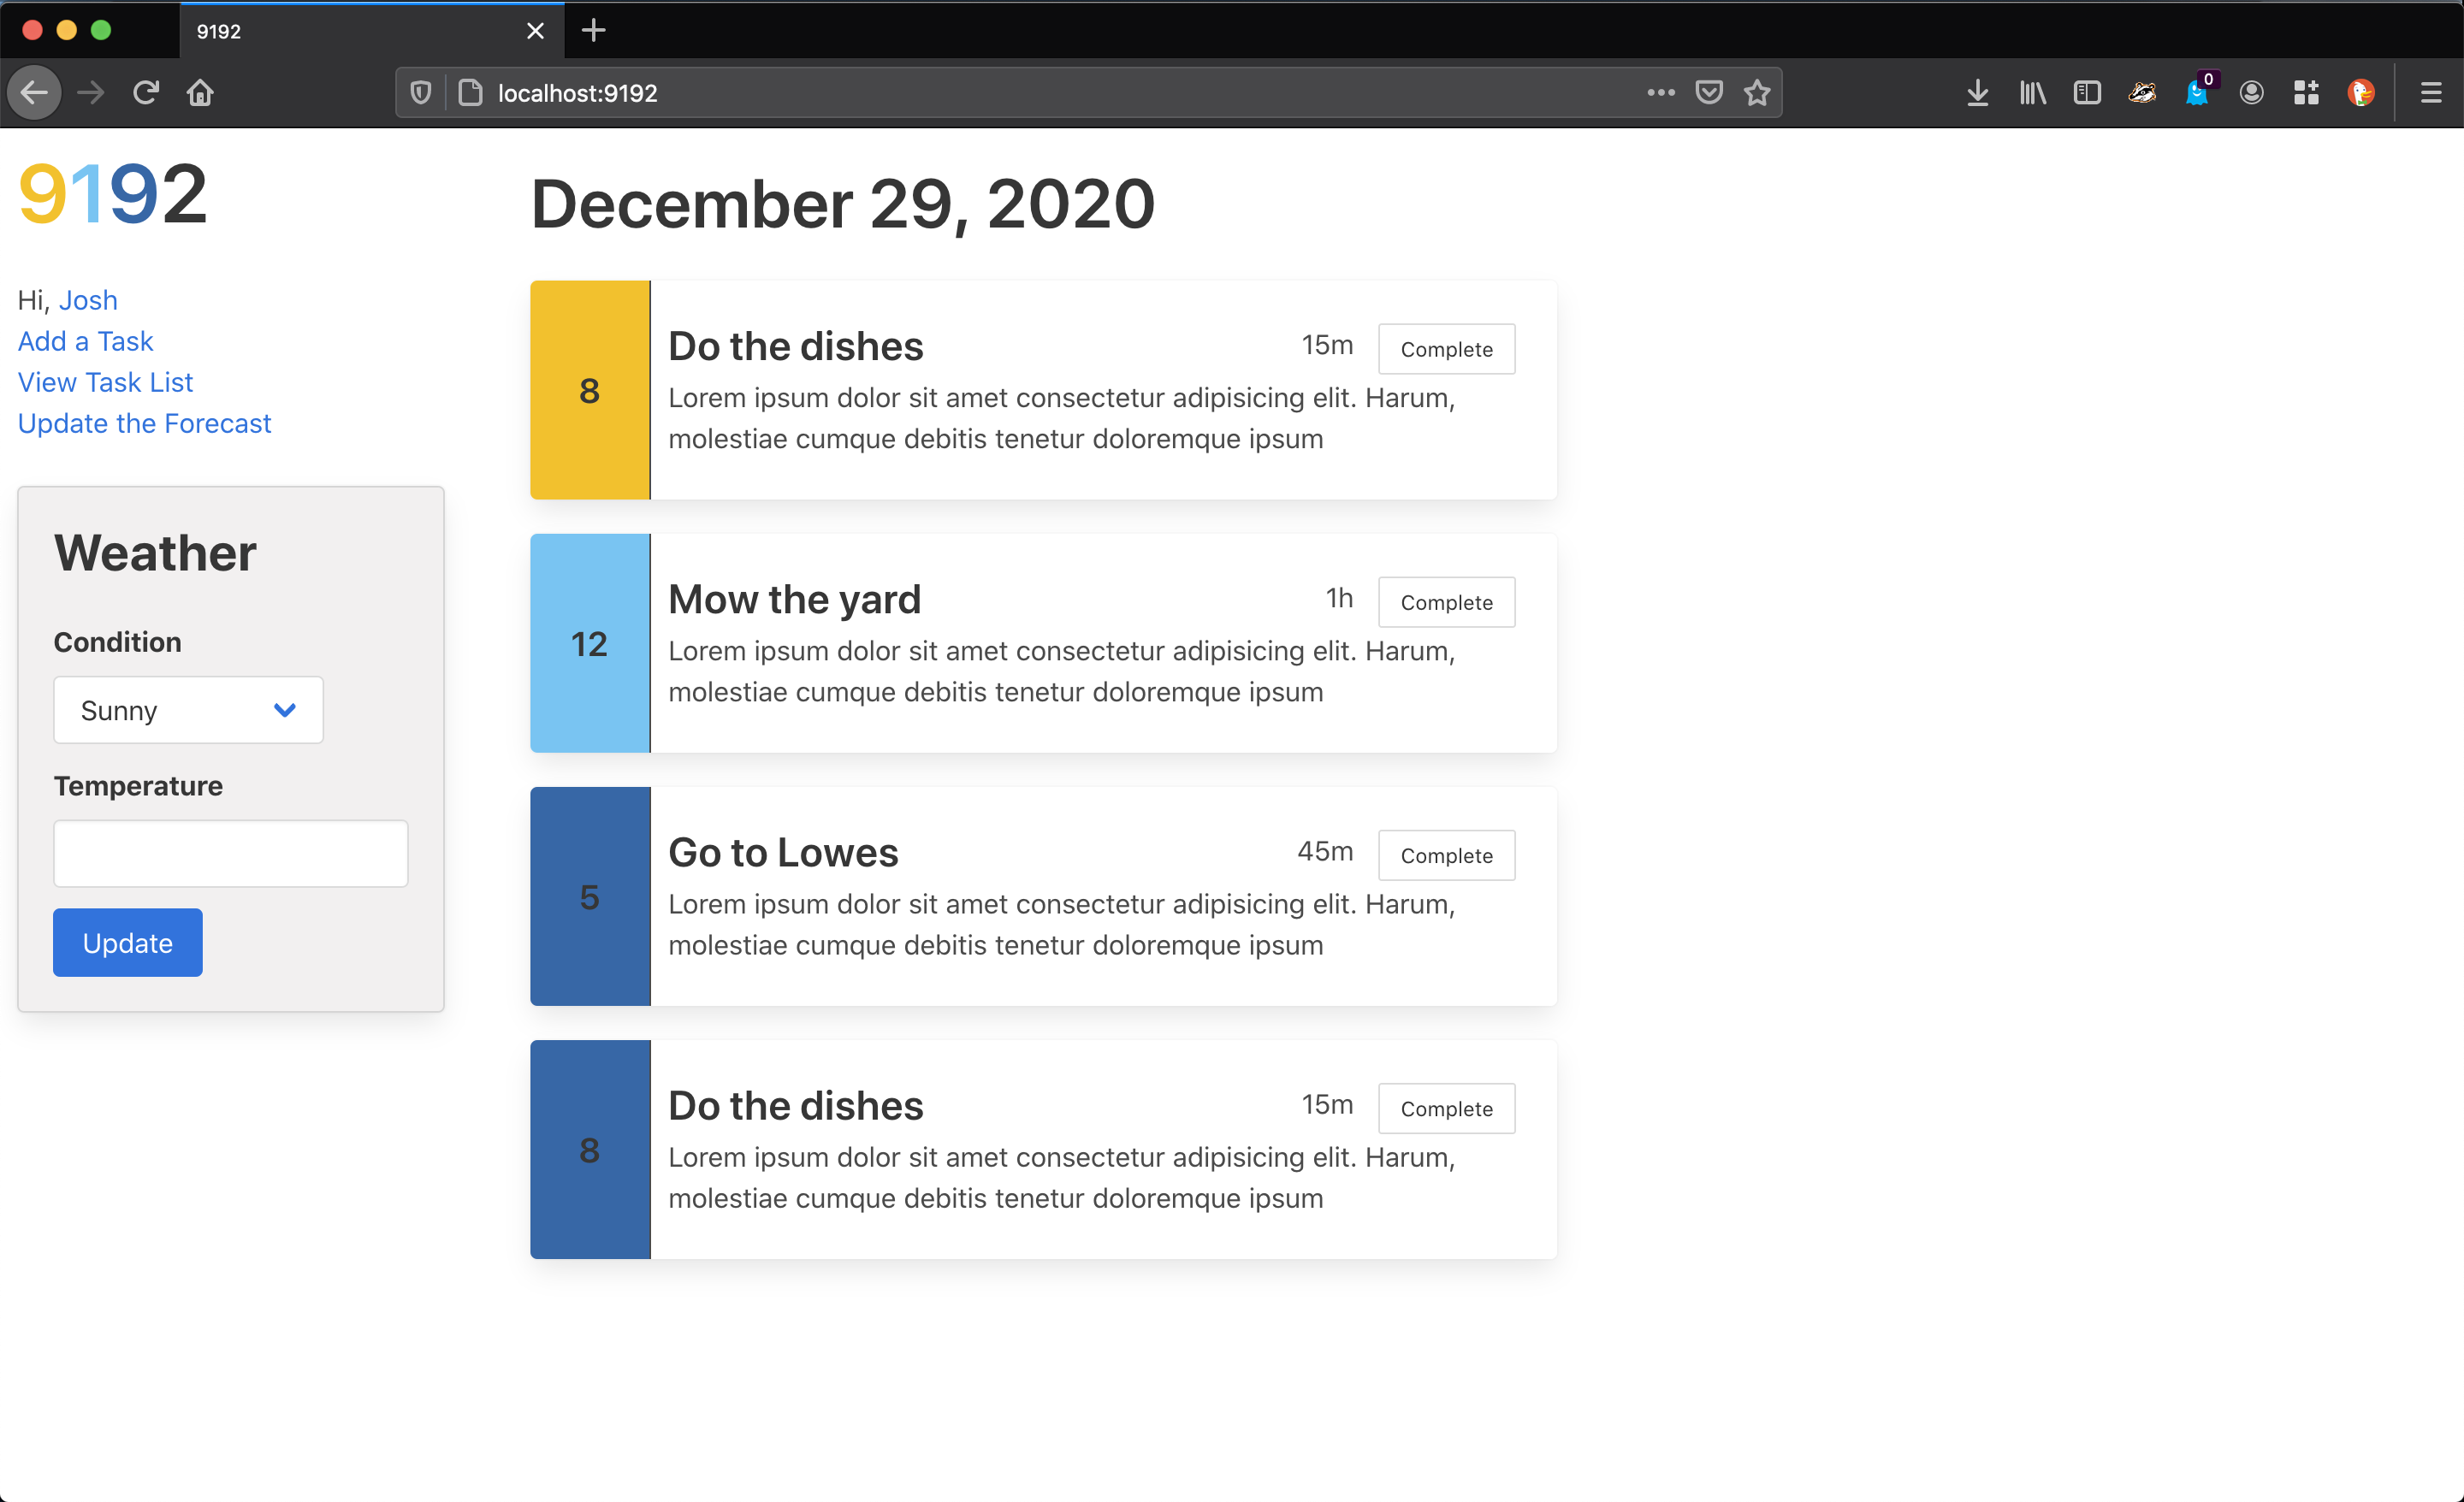 9192
localhost:9192
0
9192
Hi, Josh
Add a Task
View Task List
Update the Forecast
Weather
Condition
Sunny
Temperature
Update
December 29, 2020
8
Do the dishes
15m
Complete
Lorem ipsum dolor sit amet consectetur adipisicing elit. Harum,
molestiae cumque debitis tenetur doloremque ipsum
12
Mow the yard
1h
Complete
Lorem ipsum dolor sit amet consectetur adipisicing elit. Harum,
molestiae cumque debitis tenetur doloremque ipsum
5
Go to Lowes
45m
Complete
Lorem ipsum dolor sit amet consectetur adipisicing elit. Harum,
molestiae cumque debitis tenetur doloremque ipsum
8
Do the dishes
15m
Complete
Lorem ipsum dolor sit amet consectetur adipisicing elit. Harum,
molestiae cumque debitis tenetur doloremque ipsum